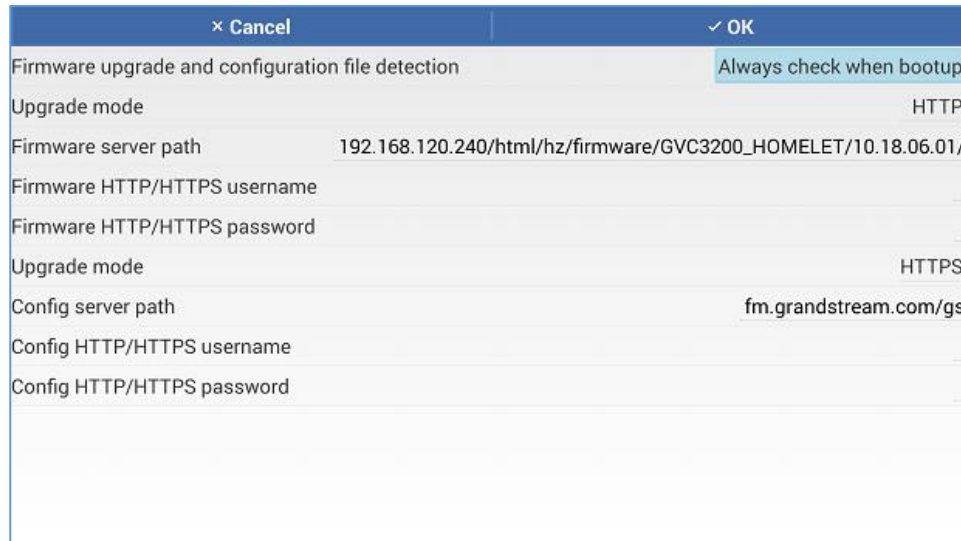 × Cancel
✓ OK
Firmware upgrade and configuration file detection Always check when bootup
Upgrade mode HTTP
Firmware server path 192.168.120.240/html/hz/firmware/GVC3200_HOMELET/10.18.06.01/
Firmware HTTP/HTTPS username
Firmware HTTP/HTTPS password
Upgrade mode HTTPS
Config server path fm.grandstream.com/gs
Config HTTP/HTTPS username
Config HTTP/HTTPS password